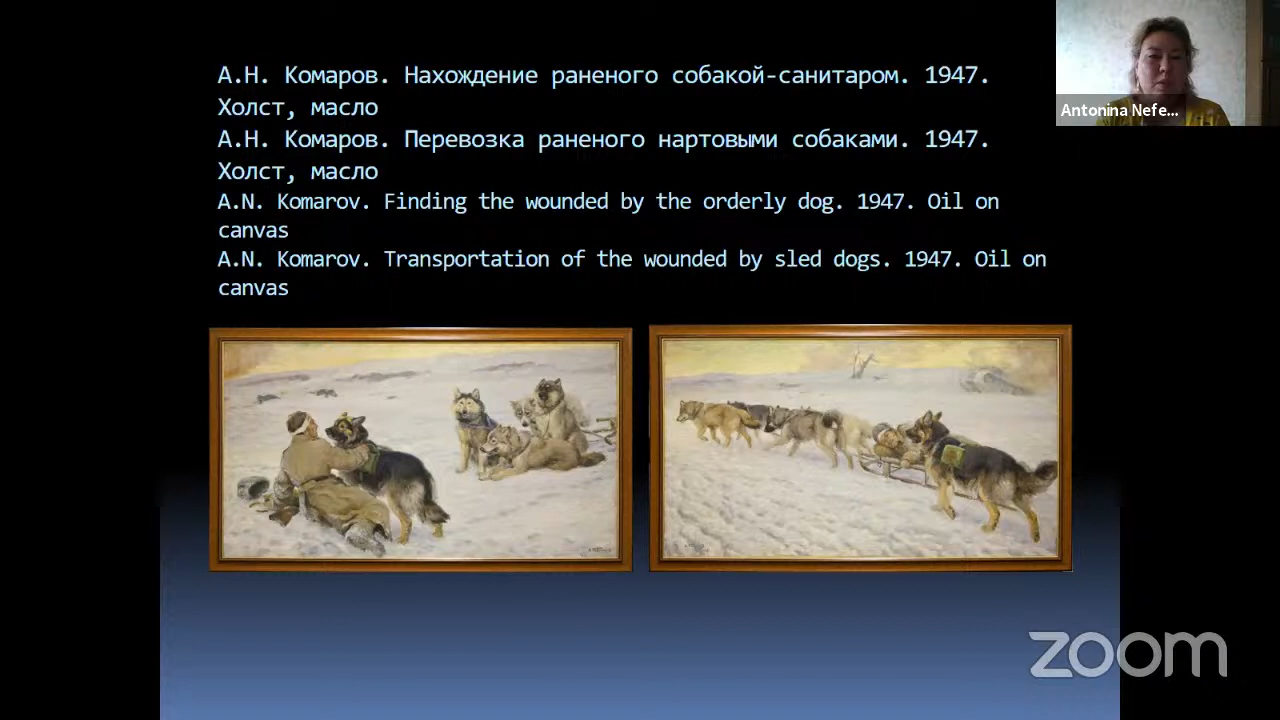 А.Н. Комаров. Нахождение раненого собакой-санитаром. 1947.
Холст, масло
А.Н. Комаров. Перевозка раненого нартовыми собаками. 1947.
Холст, масло
A.N. Komarov. Finding the wounded by the orderly dog. 1947. Oil on
canvas
A.N. Komarov. Transportation of the wounded by sled dogs. 1947. Oil on
canvas
Antonina Nefe...
zoom